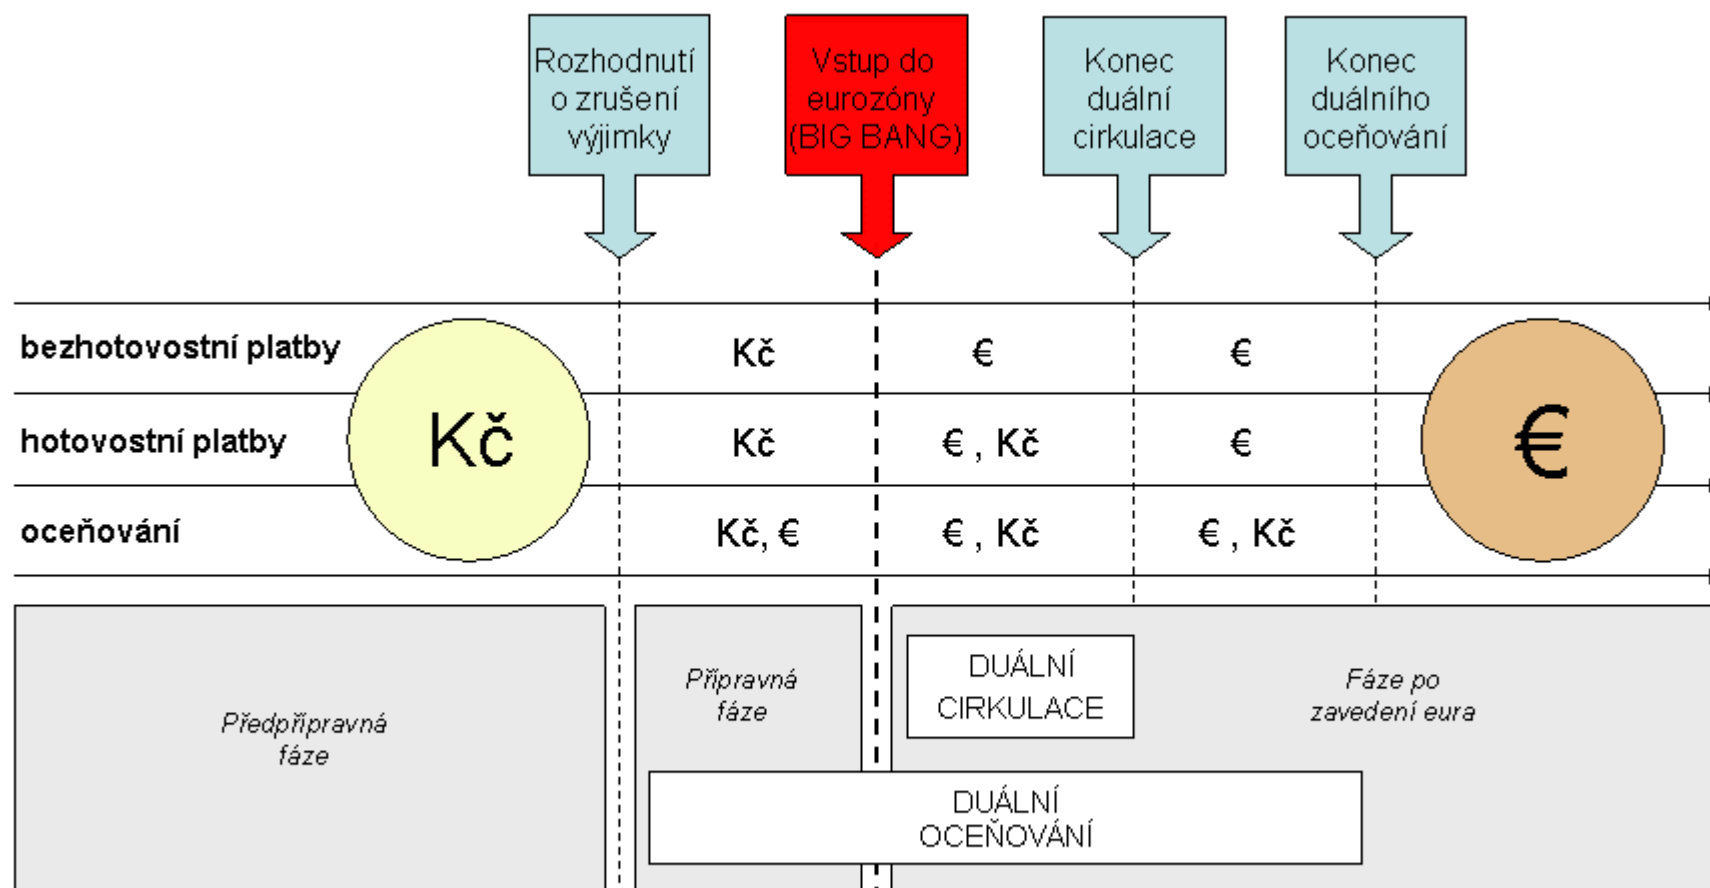 Rozhodnutí
o zrušení
výjimky
Vstup do
eurozóny
(BIG BANG)
Konec
duální
cirkulace
Konec
duálního
oceňování
bezhotovostní platby
Kč
€
€
hotovostní platby
Kč
Kč
€ , Kč
€
€
oceňování
Kč, €
€ , Kč
€ , Kč
Předpřipravná
fáze
Připravná
fáze
DUÁLNÍ
CIRKULACE
Fáze po
zavedení eura
DUÁLNÍ
OCEŇOVÁNÍ